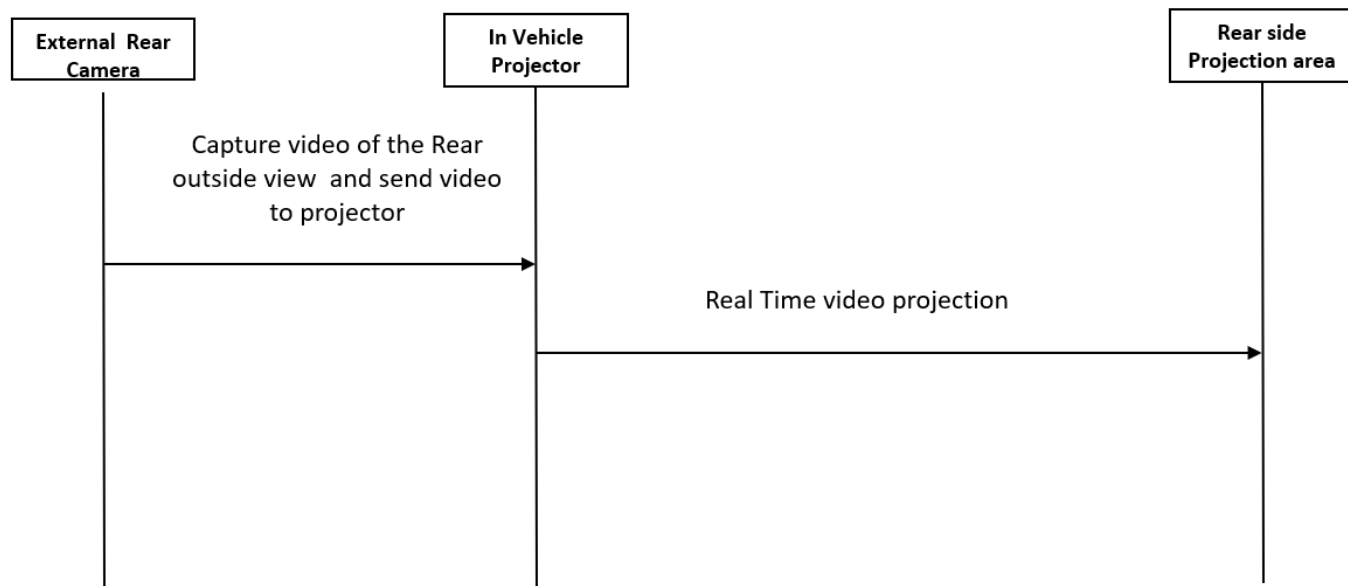 External Rear
Camera
In Vehicle
Projector
Rear side
Projection area
Capture video of the Rear
outside view and send video
to projector
Real Time video projection